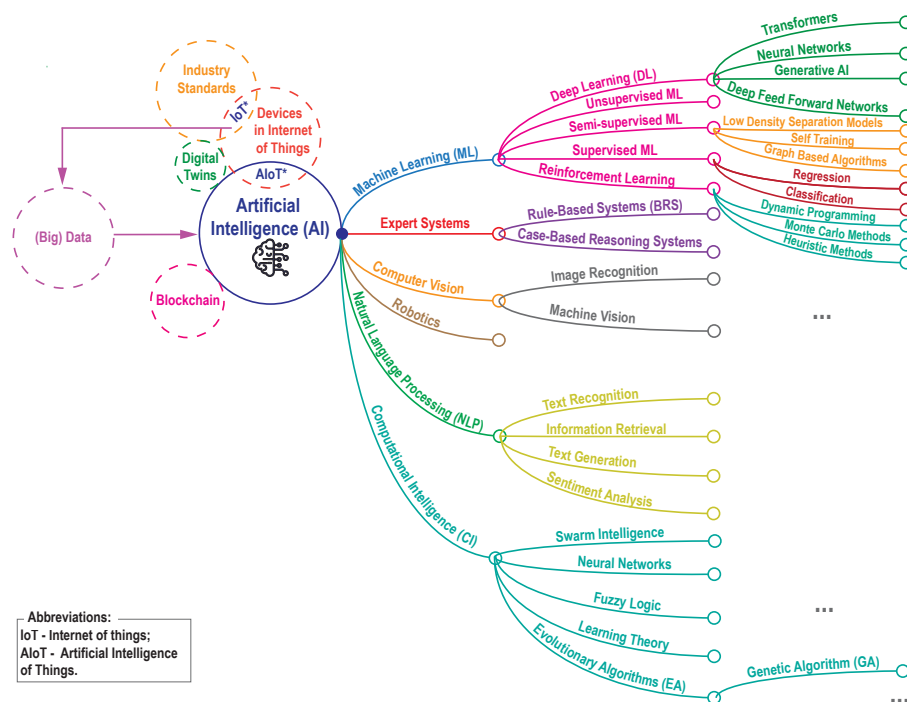 Industry
Standards
IoT*
Devices
in Internet
of Things
Digital
Twins
AIoT*
Artificial
Intelligence (AI)
(Big) Data
Blockchain
Machine Learning (ML)
Deep Learning (DL)
Transformers
Neural Networks
Generative AI
Deep Feed Forward Networks
Unsupervised ML
Semi-supervised ML
Low Density Separation Models
Self Training
Graph Based Algorithms
Supervised ML
Regression
Classification
Reinforcement Learning
Dynamic Programming
Monte Carlo Methods
Heuristic Methods
Expert Systems
Rule-Based Systems (BRS)
Case-Based Reasoning Systems
Computer Vision
Image Recognition
Machine Vision
...
Robotics
Natural Language Processing (NLP)
Text Recognition
Information Retrieval
Text Generation
Sentiment Analysis
Computational Intelligence (CI)
Swarm Intelligence
Neural Networks
Fuzzy Logic
...
Learning Theory
Evolutionary Algorithms (EA)
Genetic Algorithm (GA)
...
Abbreviations:
IoT - Internet of things;
AIoT - Artificial Intelligence
of Things.